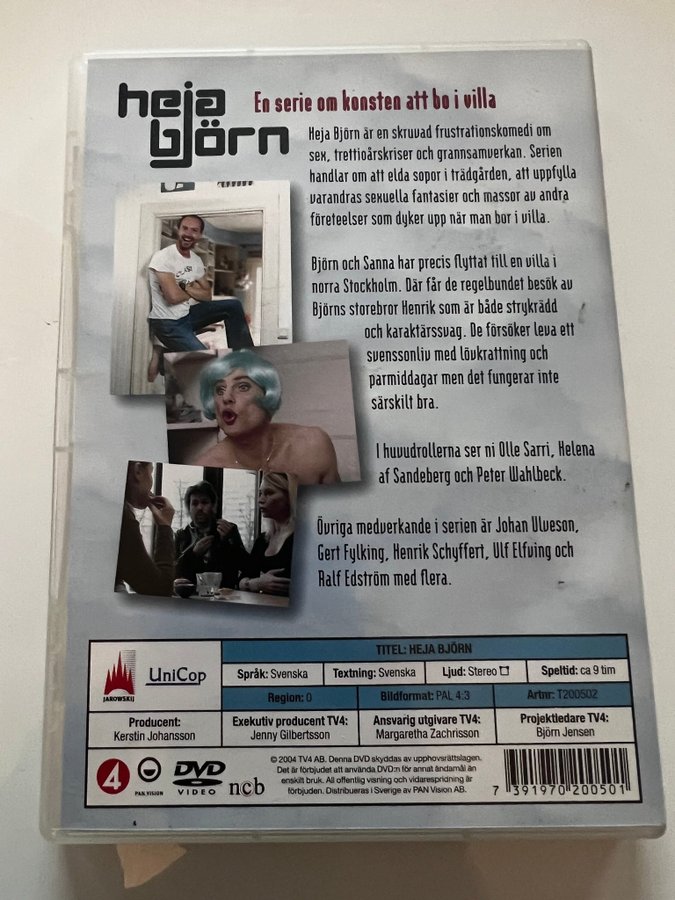 heja
björn
En serie om konsten att bo i villa
Heja Björn är en skruvad frustrationskomedi om
sex, trettioårskriser och grannsamverkan. Serien
handlar om att elda sopor i trädgården, att uppfylla
varandras sexuella fantasier och massor av andra
företeelser som dyker upp när man bor i villa.
Björn och Sanna har precis flyttat till en villa i
norra Stockholm. Där får de regelbundet besök av
Björns storebror Henrik som är både strykrädd
och karaktärssvag. De försöker leva ett
svenssonliv med lövkrattning och
parmiddagar men det fungerar inte
särskilt bra.
I huvudrollerna ser ni Olle Sarri, Helena
af Sandeberg och Peter Wahlbeck.
Övriga medverkande i serien är Johan Ulveson,
Gert Fylking, Henrik Schyffert, Ulf Elfving och
Ralf Edström med flera.
JAROWSKIJ
UniCop
TITEL: HEJA BJÖRN
Språk: Svenska
Textning: Svenska
Ljud: Stereo
Speltid: ca 9 tim
Region: 0
Bildformat: PAL 4:3
Artnr: T200502
Producent:
Kerstin Johansson
Exekutiv producent TV4:
Jenny Gilbertsson
Ansvarig utgivare TV4:
Margaretha Zachrisson
Projektledare TV4:
Björn Jensen
4
PAN VISION
DVD
VIDEO
ncb
© 2004 TV4 AB. Denna DVD skyddas av upphovsrättslagen.
Det är förbjudet att använda DVD:n för annat ändamål än
enskilt bruk. All offentlig visning och vidarespridning är
förbjuden. Distribueras i Sverige av PAN Vision AB.
7 391970 200501